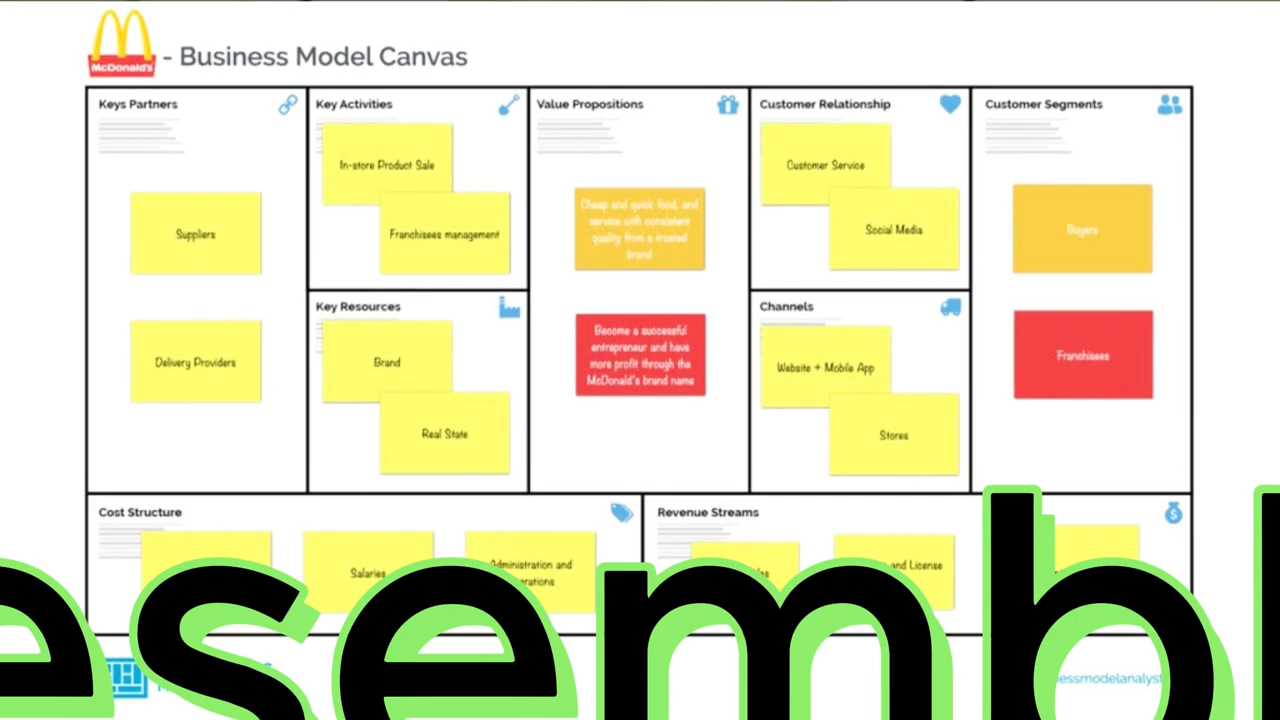 McDonald's
- Business Model Canvas
Keys Partners
Suppliers
Delivery Providers
Key Activities
In-store Product Sale
Franchisees management
Key Resources
Brand
Real State
Value Propositions
Cheap and quick food, and
service with consistent
quality from a trusted
brand
Become a successful
entrepreneur and have
more profit through the
McDonald's brand name
Customer Relationship
Customer Service
Social Media
Channels
Website + Mobile App
Stores
Customer Segments
Buyers
Franchisees
Cost Structure
Salaries
Administration and
Revenue Streams
and License
esemb